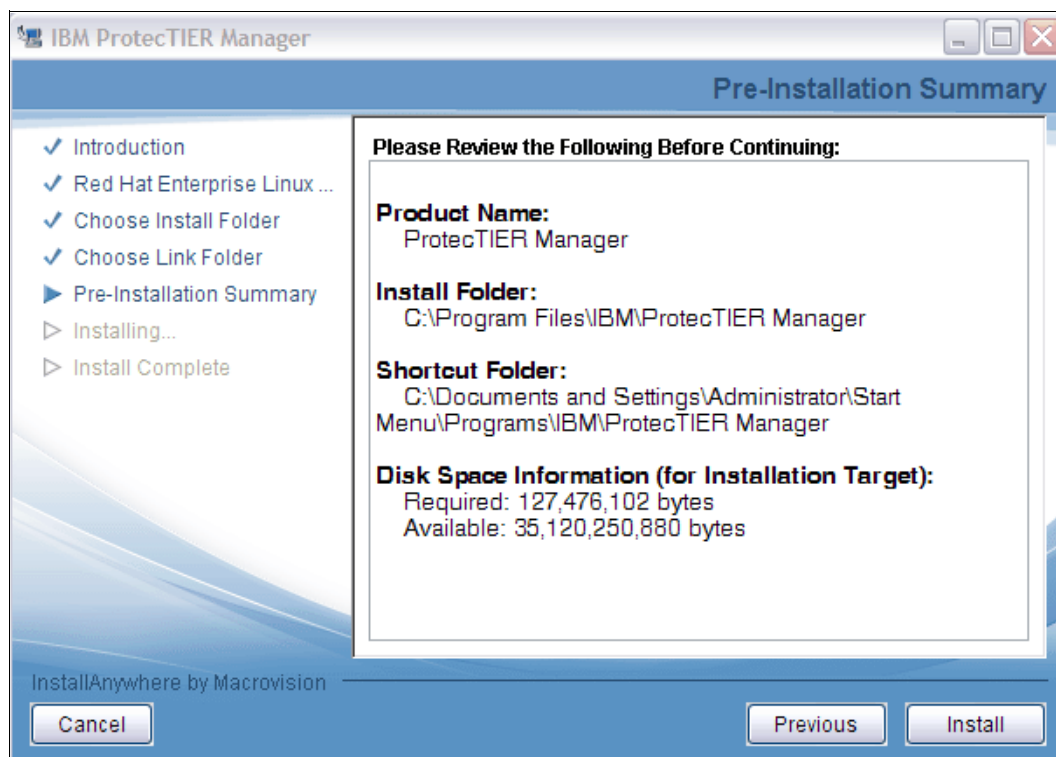 IBM ProtecTIER Manager
Pre-Installation Summary
Introduction
Red Hat Enterprise Linux ...
Choose Install Folder
Choose Link Folder
Pre-Installation Summary
Installing...
Install Complete
Please Review the Following Before Continuing:
Product Name:
ProtecTIER Manager
Install Folder:
C:\Program Files\IBM\ProtecTIER Manager
Shortcut Folder:
C:\Documents and Settings\Administrator\Start
Menu\Programs\IBM\ProtecTIER Manager
Disk Space Information (for Installation Target):
Required: 127,476,102 bytes
Available: 35,120,250,880 bytes
InstallAnywhere by Macrovision
Cancel
Previous
Install